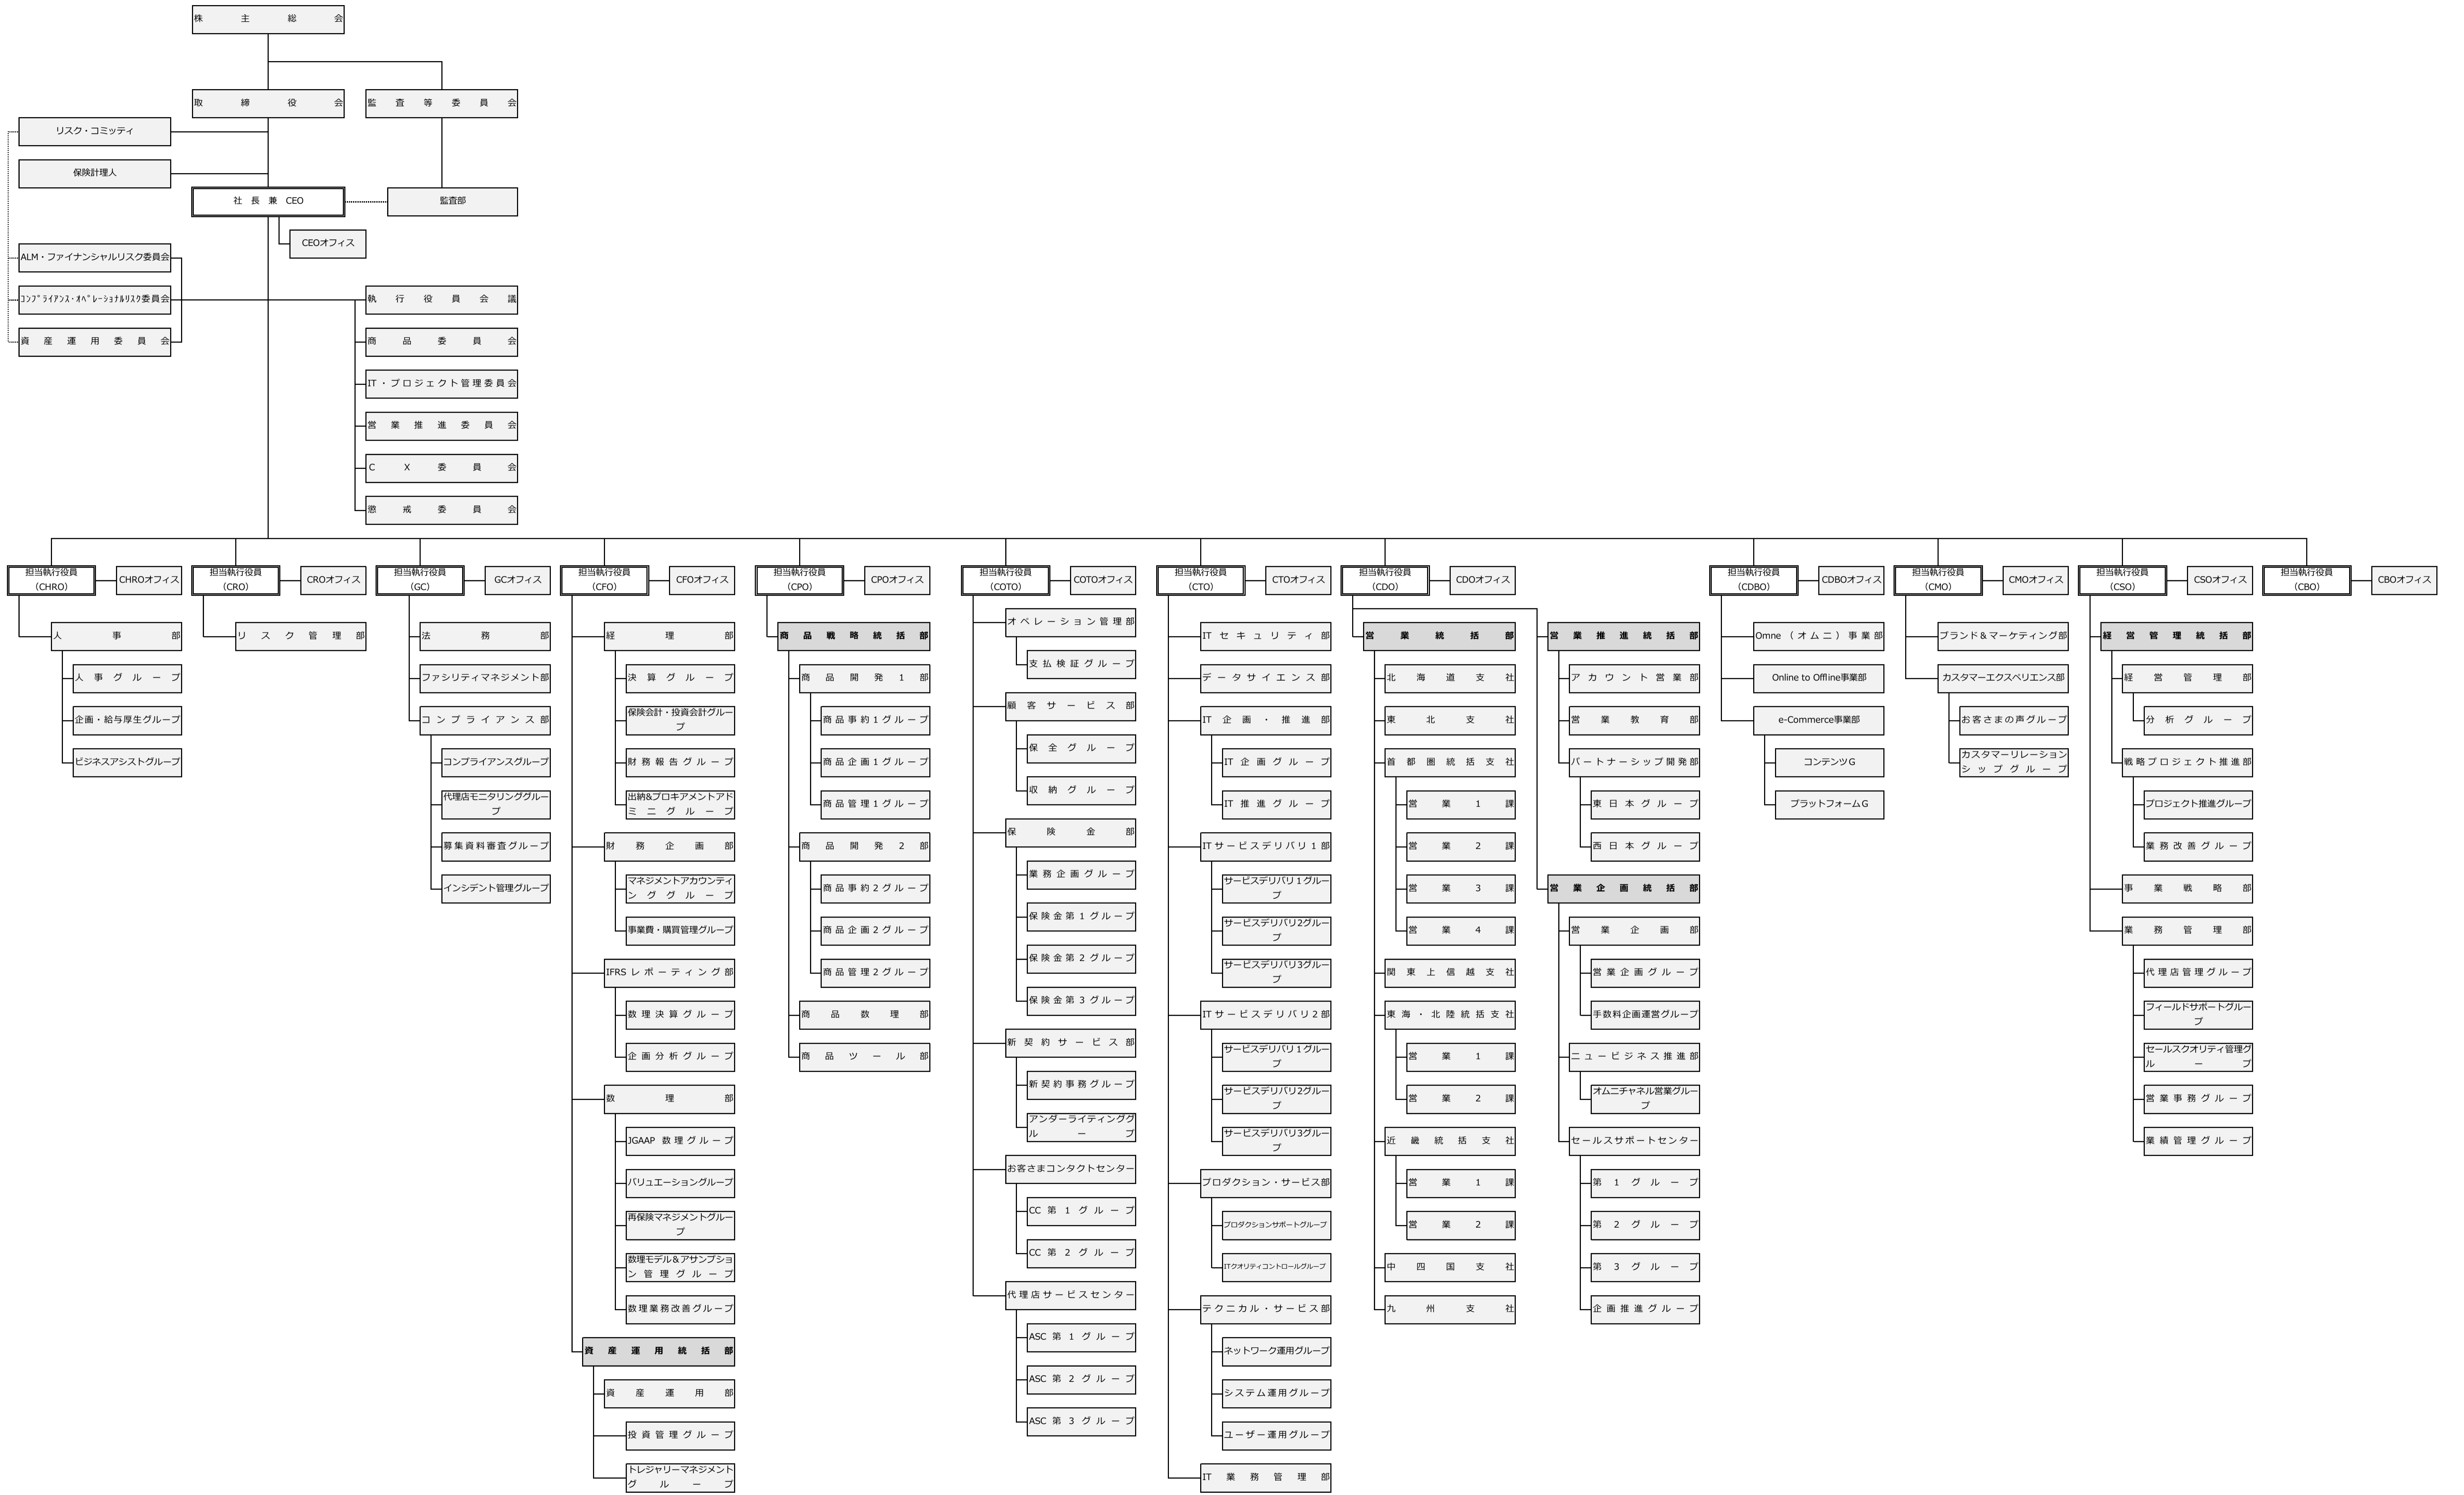 株主総会
取締役会
監査等委員会
リスク・コミッティ
保険計理人
社長兼CEO
監査部
CEOオフィス
ALM・ファイナンシャルリスク委員会
ｺﾝﾌﾟﾗｲｱﾝｽ・ｵﾍﾟﾚｰｼｮﾅﾙﾘｽｸ委員会
資産運用委員会
執行役員会議
商品委員会
IT・プロジェクト管理委員会
営業推進委員会
CX委員会
懲戒委員会
担当執行役員
（CHRO）
CHROオフィス
人事部
人事グループ
企画・給与厚生グループ
ビジネスアシストグループ
担当執行役員
（CRO）
CROオフィス
リスク管理部
担当執行役員
（GC）
GCオフィス
法務部
ファシリティマネジメント部
コンプライアンス部
コンプライアンスグループ
代理店モニタリンググルー
プ
募集資料審査グループ
インシデント管理グループ
担当執行役員
（CFO）
CFOオフィス
経理部
決算グループ
保険会計・投資会計グルー
プ
財務報告グループ
出納&プロキアメントアド
ミニグループ
財務企画部
マネジメントアカウンティ
ンググループ
事業費・購買管理グループ
IFRSレポーティング部
数理決算グループ
企画分析グループ
数理部
JGAAP数理グループ
バリュエーショングループ
再保険マネジメントグルー
プ
数理モデル＆アサンプショ
ン管理グループ
数理業務改善グループ
資産運用統括部
資産運用部
投資管理グループ
トレジャリーマネジメント
グループ
担当執行役員
（CPO）
CPOオフィス
商品戦略統括部
商品開発1部
商品事約1グループ
商品企画1グループ
商品管理1グループ
商品開発2部
商品事約2グループ
商品企画2グループ
商品管理2グループ
商品数理部
商品ツール部
担当執行役員
（COTO）
COTOオフィス
オペレーション管理部
支払検証グループ
顧客サービス部
保全グループ
収納グループ
保険金部
業務企画グループ
保険金第1グループ
保険金第2グループ
保険金第3グループ
新契約サービス部
新契約事務グループ
アンダーライティンググ
ループ
お客さまコンタクトセンター
CC第1グループ
CC第2グループ
代理店サービスセンター
ASC第1グループ
ASC第2グループ
ASC第3グループ
担当執行役員
（CTO）
CTOオフィス
ITセキュリティ部
データサイエンス部
IT企画・推進部
IT企画グループ
IT推進グループ
ITサービスデリバリ1部
サービスデリバリ1グルー
プ
サービスデリバリ2グルー
プ
サービスデリバリ3グルー
プ
ITサービスデリバリ2部
サービスデリバリ1グルー
プ
サービスデリバリ2グルー
プ
サービスデリバリ3グルー
プ
プロダクション・サービス部
プロダクションサポートグループ
ITクオリティコントロールグループ
テクニカル・サービス部
ネットワーク運用グループ
システム運用グループ
ユーザー運用グループ
IT業務管理部
担当執行役員
（CDO）
CDOオフィス
営業統括部
北海道支社
東北支社
首都圏統括支社
営業1課
営業2課
営業3課
営業4課
関東上信越支社
東海・北陸統括支社
営業1課
営業2課
近畿統括支社
営業1課
営業2課
中四国支社
九州支社
営業推進統括部
アカウント営業部
営業教育部
パートナーシップ開発部
東日本グループ
西日本グループ
営業企画統括部
営業企画部
営業企画グループ
手数料企画運営グループ
ニュービジネス推進部
オムニチャネル営業グルー
プ
セールスサポートセンター
第1グループ
第2グループ
第3グループ
企画推進グループ
担当執行役員
（CDBO）
CDBOオフィス
Omne（オムニ）事業部
Online to Offline事業部
e-Commerce事業部
コンテンツG
プラットフォームG
担当執行役員
（CMO）
CMOオフィス
ブランド＆マーケティング部
カスタマーエクスペリエンス部
お客さまの声グループ
カスタマーリレーション
シップグループ
担当執行役員
（CSO）
CSOオフィス
経営管理統括部
経営管理部
分析グループ
戦略プロジェクト推進部
プロジェクト推進グループ
業務改善グループ
事業戦略部
業務管理部
代理店管理グループ
フィールドサポートグルー
プ
セールスクオリティ管理グ
ループ
営業事務グループ
業績管理グループ
担当執行役員
（CBO）
CBOオフィス